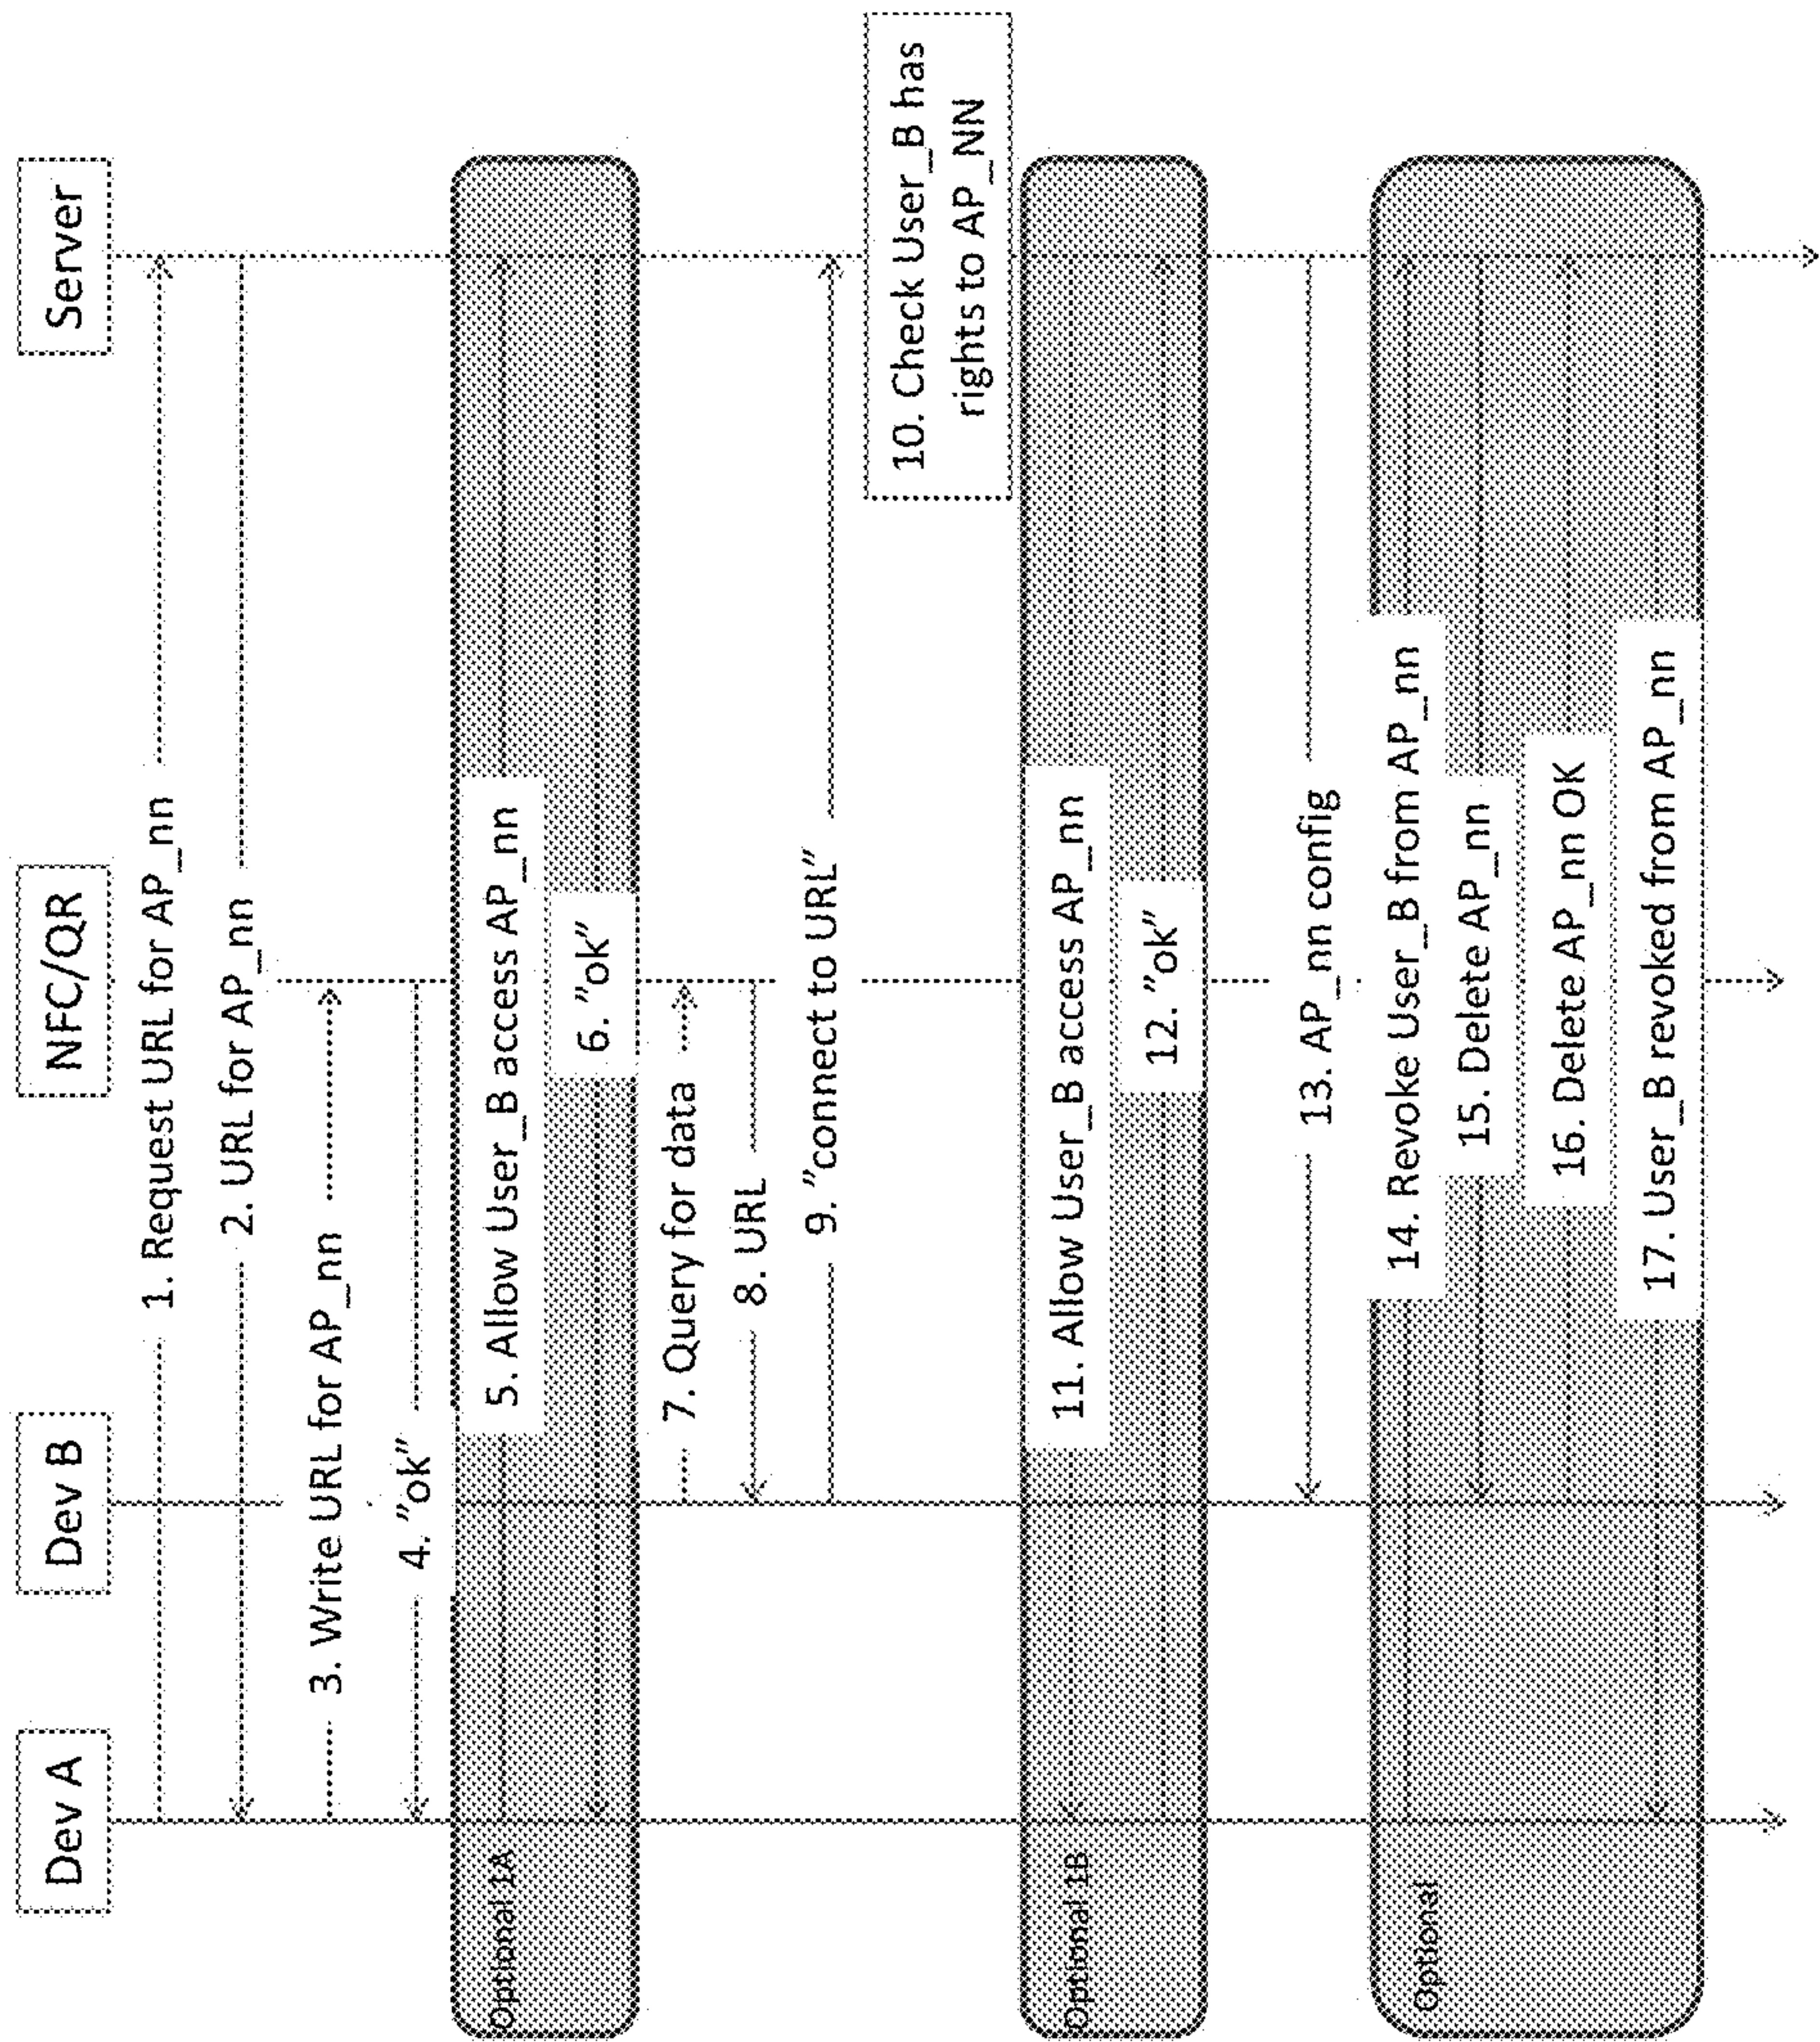 Dev A
Dev B
NFC/QR
Server
1. Request URL for AP_nn
2. URL for AP_nn
3. Write URL for AP_nn
4. ”ok”
Optional 1A
5. Allow User_B access AP_nn
6. ”ok”
7. Query for data
8. URL
9. ”connect to URL”
10. Check User_B has
rights to AP_NN
Optional 1B
11. Allow User_B access AP_nn
12. ”ok”
13. AP_nn config
Optional
14. Revoke User_B from AP_nn
15. Delete AP_nn
16. Delete AP_nn OK
17. User_B revoked from AP_nn